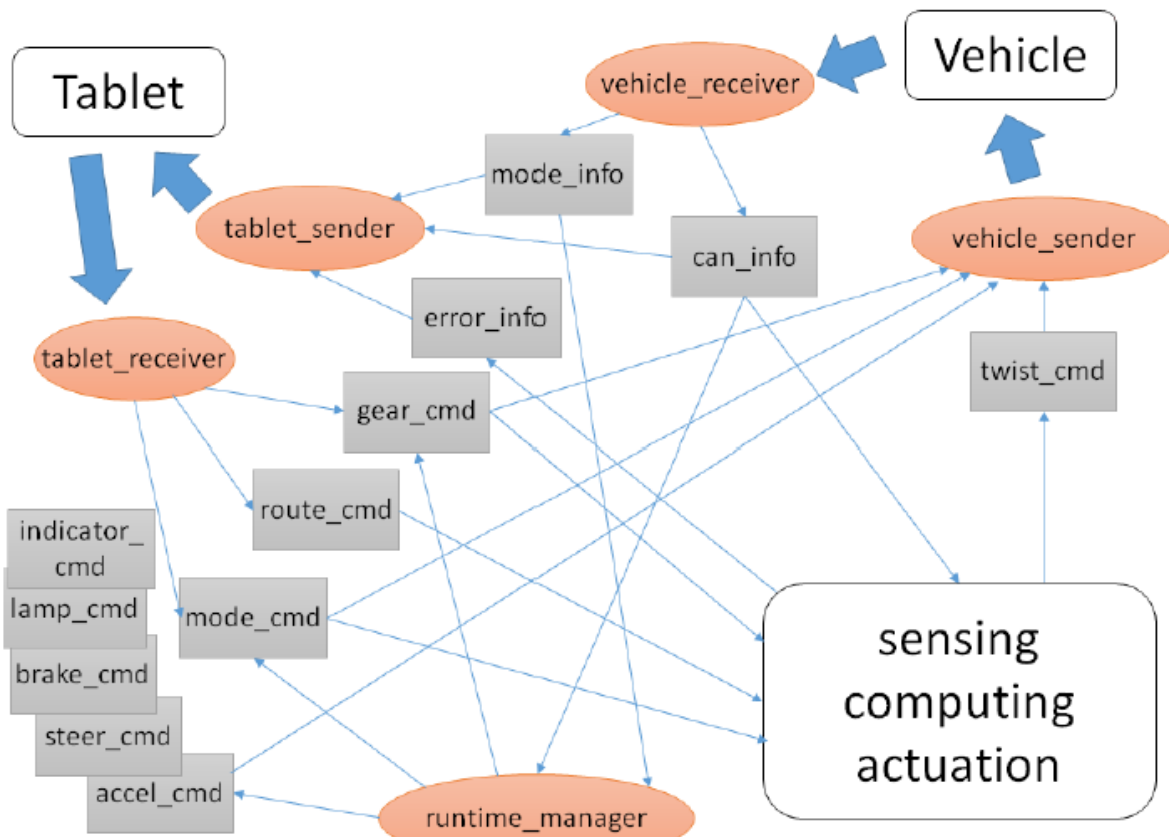 Vehicle
Tablet
vehicle_receiver
mode_info
tablet_sender
vehicle_sender
can_info
error_info
tablet_receiver
twist_cmd
gear_cmd
route_cmd
indicator_
cmd
lamp_cmd
mode_cmd
brake_cmd
steer_cmd
accel_cmd
sensing
computing
actuation
runtime_manager